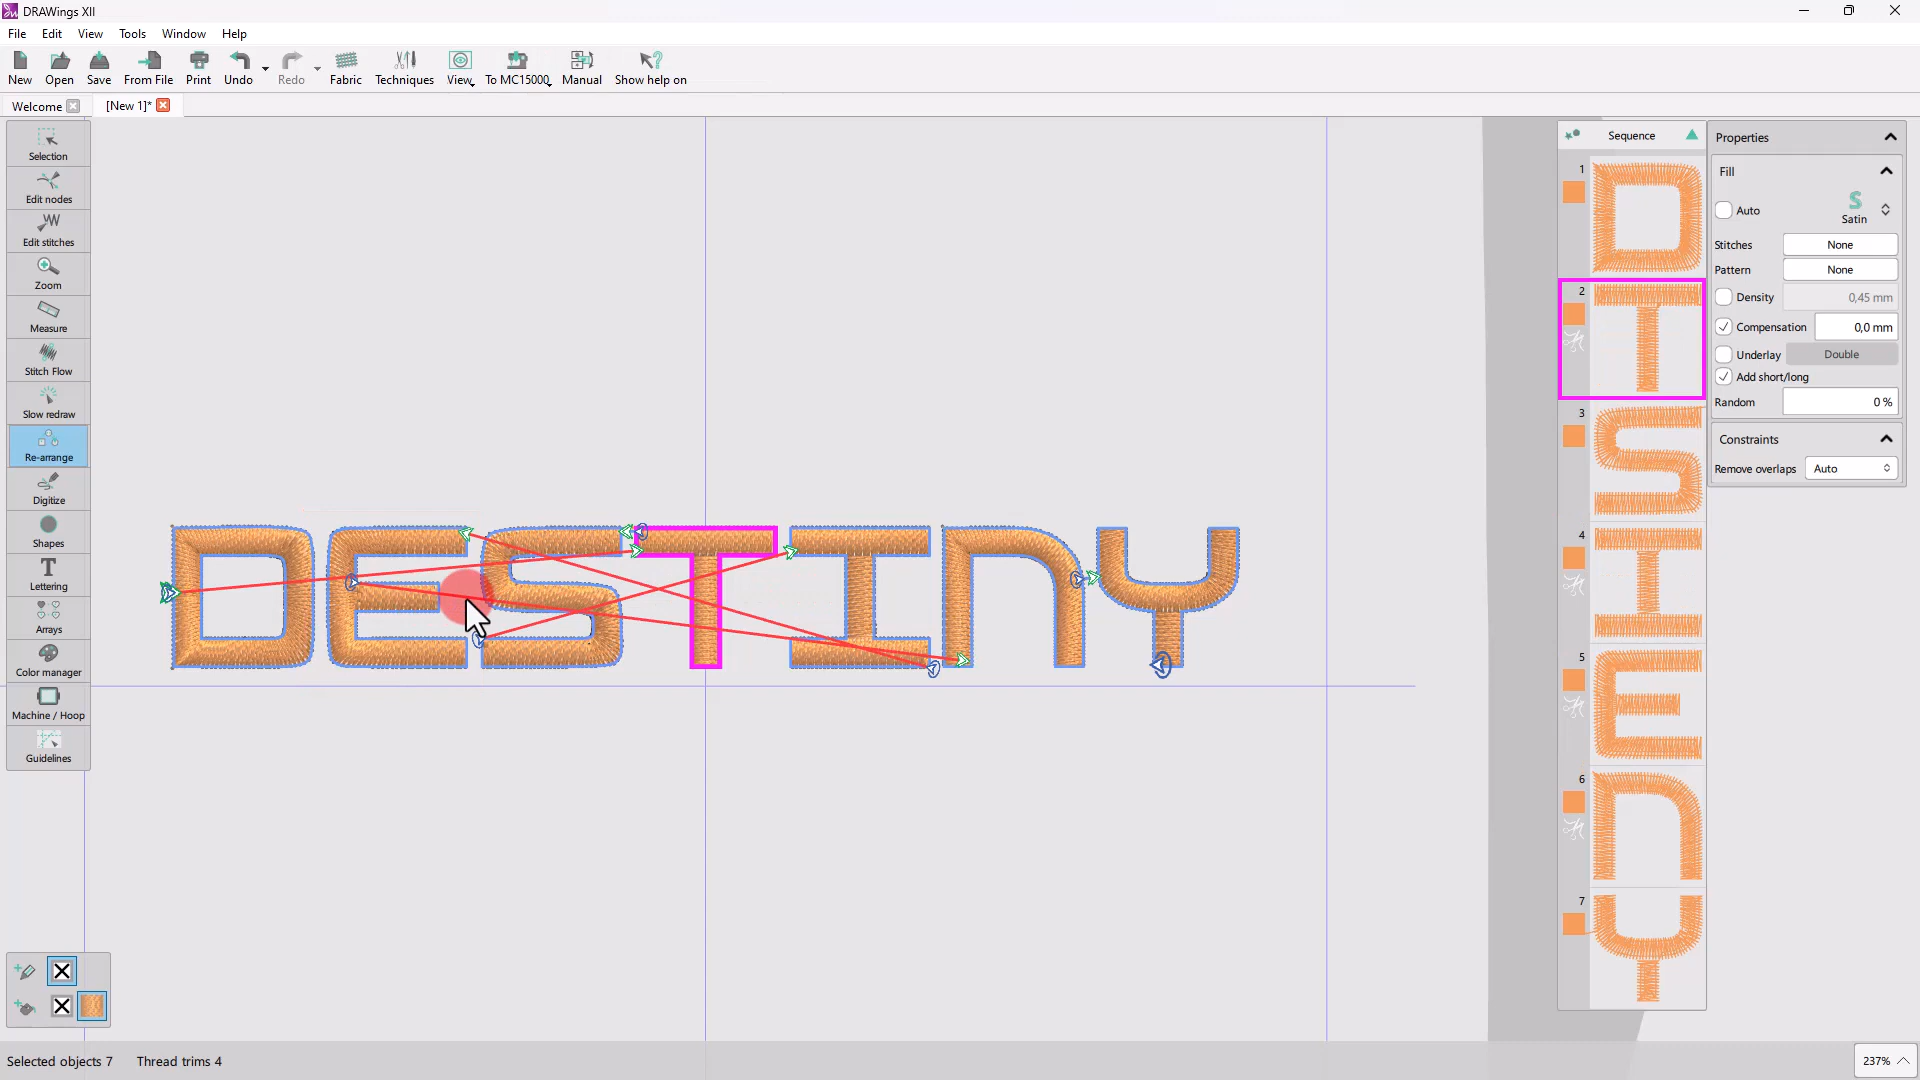 DRAWings XII
File Edit View Tools Window Help
New Open Save From File Print Undo Redo Fabric Techniques View To MC15000 Manual Show help on
Welcome [New 1]*
Selection
Edit nodes
Edit stitches
Zoom
Measure
Stitch Flow
Slow redraw
Re-arrange
Digitize
Shapes
Lettering
Arrays
Color manager
Machine / Hoop
Guidelines
DESTINY
Sequence
1
D
2
T
3
S
4
I
5
E
6
N
7
Y
Properties
Fill
Auto
S
Satin
Stitches None
Pattern None
Density 0,45 mm
Compensation 0,0 mm
Underlay Double
Add short/long
Random 0 %
Constraints
Remove overlaps Auto
Selected objects 7 Thread trims 4
237%